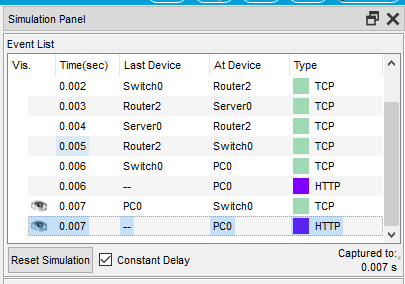 Simulation Panel
Event List
Vis. Time(sec) Last Device At Device Type
0.002 Switch0 Router2 TCP
0.003 Router2 Server0 TCP
0.004 Server0 Router2 TCP
0.005 Router2 Switch0 TCP
0.006 Switch0 PC0 TCP
0.006 -- PC0 HTTP
0.007 PC0 Switch0 TCP
0.007 -- PC0 HTTP
Reset Simulation Constant Delay Captured to:
0.007 s